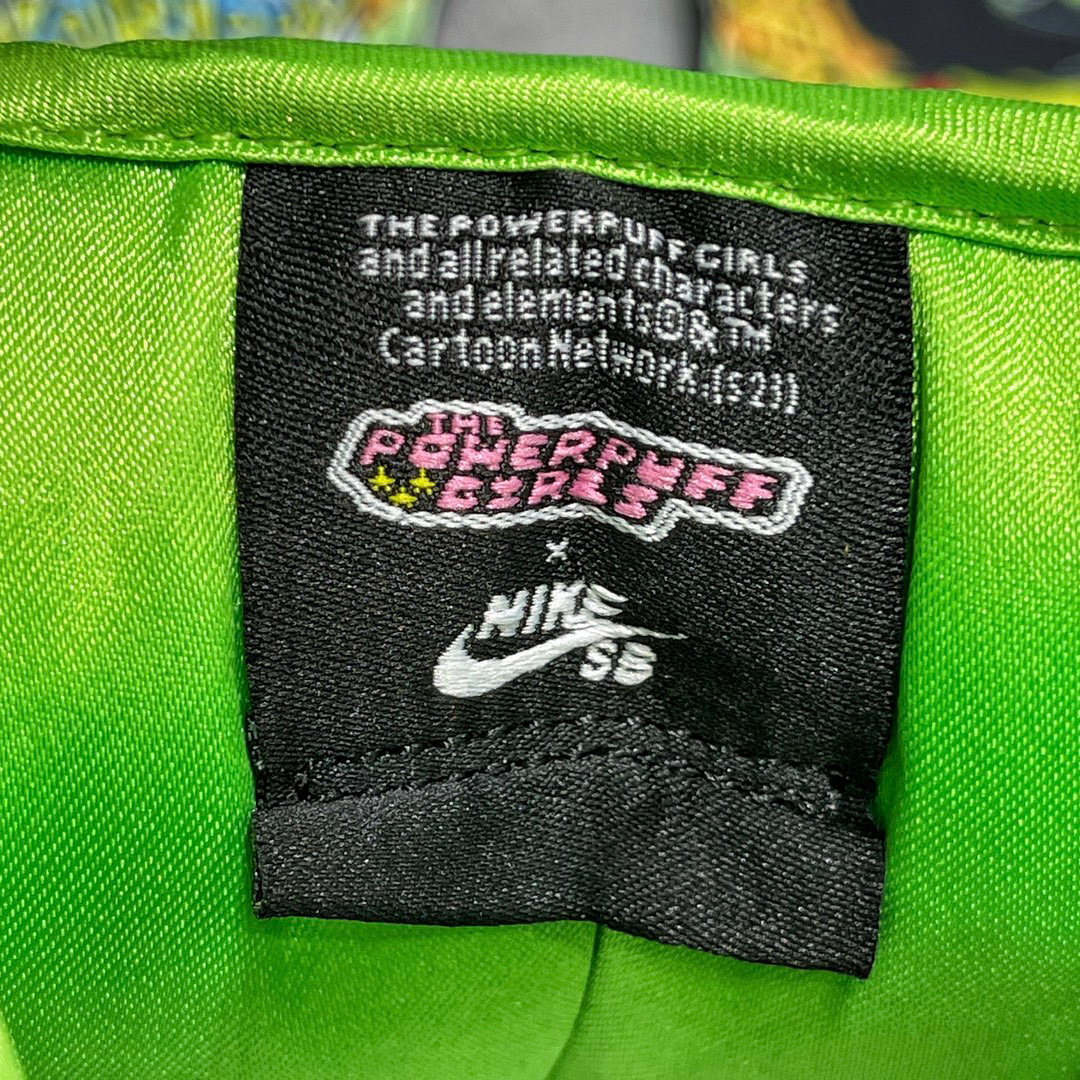 THE POWERPUFF GIRLS
and all related characters
and elements©&™
Cartoon Network.(s21)
THE
POWERPUFF
GIRLS
x
NIKE
SB